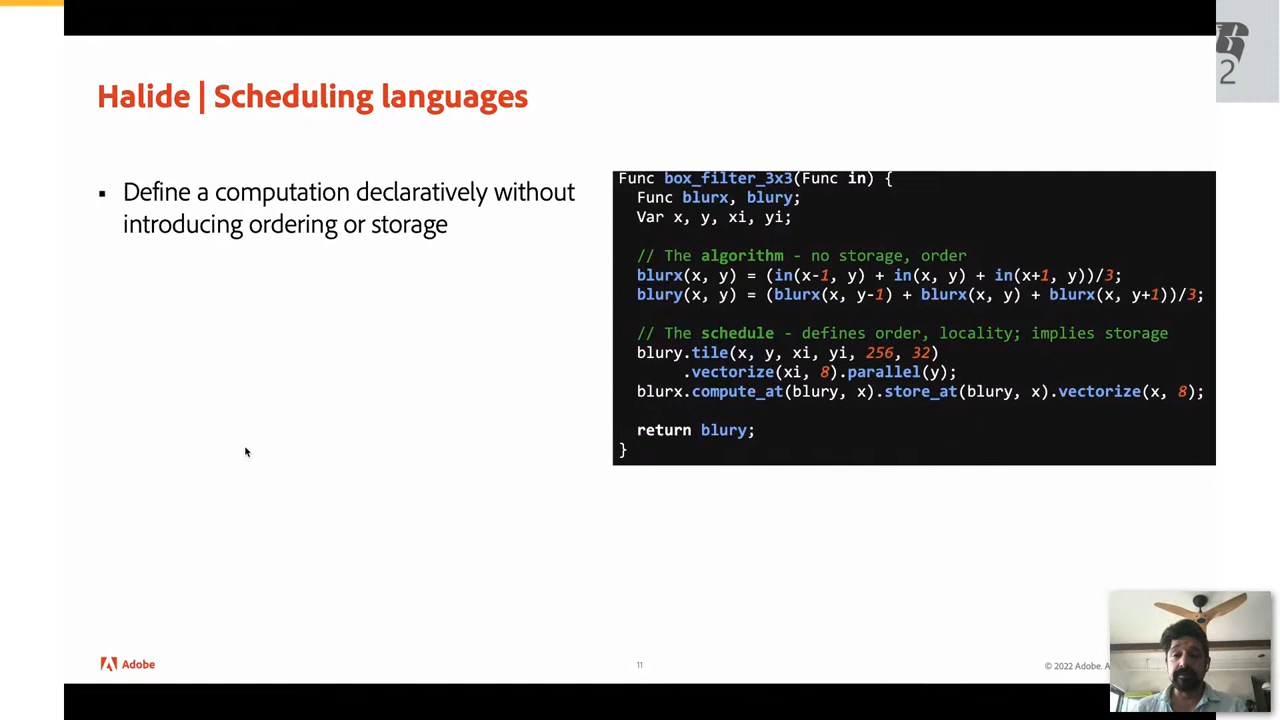 Halide | Scheduling languages
▪ Define a computation declaratively without
introducing ordering or storage
Func box_filter_3x3(Func in) {
  Func blurx, blury;
  Var x, y, xi, yi;
  // The algorithm - no storage, order
  blurx(x, y) = (in(x-1, y) + in(x, y) + in(x+1, y))/3;
  blury(x, y) = (blurx(x, y-1) + blurx(x, y) + blurx(x, y+1))/3;
  // The schedule - defines order, locality; implies storage
  blury.tile(x, y, xi, yi, 256, 32)
       .vectorize(xi, 8).parallel(y);
  blurx.compute_at(blury, x).store_at(blury, x).vectorize(x, 8);
  return blury;
}
2
Adobe
11
© 2022 Adobe. A